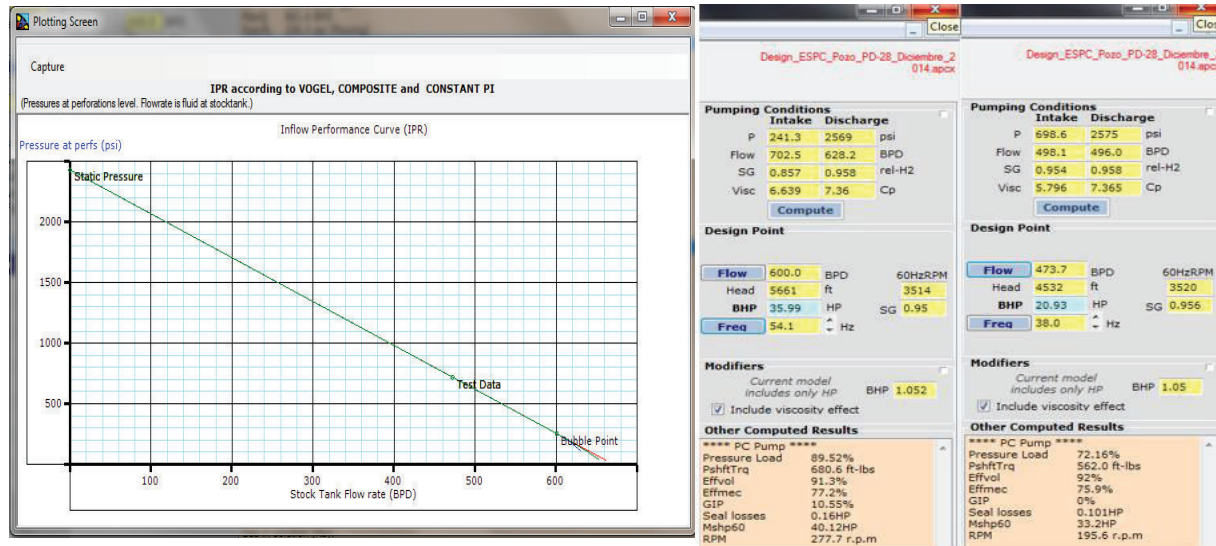 Plotting Screen
Capture
IPR according to VOGEL, COMPOSITE and CONSTANT PI
(Pressures at perforations level. Flowrate is fluid at stocktank.)
Inflow Performance Curve (IPR)
Pressure at perfs (psi)
Static Pressure
2000
1500
1000
Test Data
500
Bubble Point
100 200 300 400 500 600
Stock Tank Flow rate (BPD)
Close
Design_ESPC_Pozo_PD-28_Diciembre_2
014.apcx
Pumping Conditions
Intake Discharge
P 241.3 2569 psi
Flow 702.5 628.2 BPD
SG 0.857 0.958 rel-H2
Visc 6.639 7.36 Cp
Compute
Design Point
Flow 600.0 BPD 60HzRPM
Head 5661 ft 3514
BHP 35.99 HP SG 0.95
Freq 54.1 Hz
Modifiers
Current model
includes only HP BHP 1.052
Include viscosity effect
Other Computed Results
**** PC Pump ****
Pressure Load 89.52%
PshftTrq 680.6 ft-lbs
Effvol 91.3%
Effmec 77.2%
GIP 10.55%
Seal losses 0.16HP
Mshp60 40.12HP
RPM 277.7 r.p.m
Clos
Design_ESPC_Pozo_PD-28_Diciembre_
014.apc
Pumping Conditions
Intake Discharge
P 698.6 2575 psi
Flow 498.1 496.0 BPD
SG 0.954 0.958 rel-H2
Visc 5.796 7.365 Cp
Compute
Design Point
Flow 473.7 BPD 60HzRPM
Head 4532 ft 3520
BHP 20.93 HP SG 0.956
Freq 38.0 Hz
Modifiers
Current model
includes only HP BHP 1.05
Include viscosity effect
Other Computed Results
**** PC Pump ****
Pressure Load 72.16%
PshftTrq 562.0 ft-lbs
Effvol 92%
Effmec 75.9%
GIP 0%
Seal losses 0.101HP
Mshp60 33.2HP
RPM 195.6 r.p.m